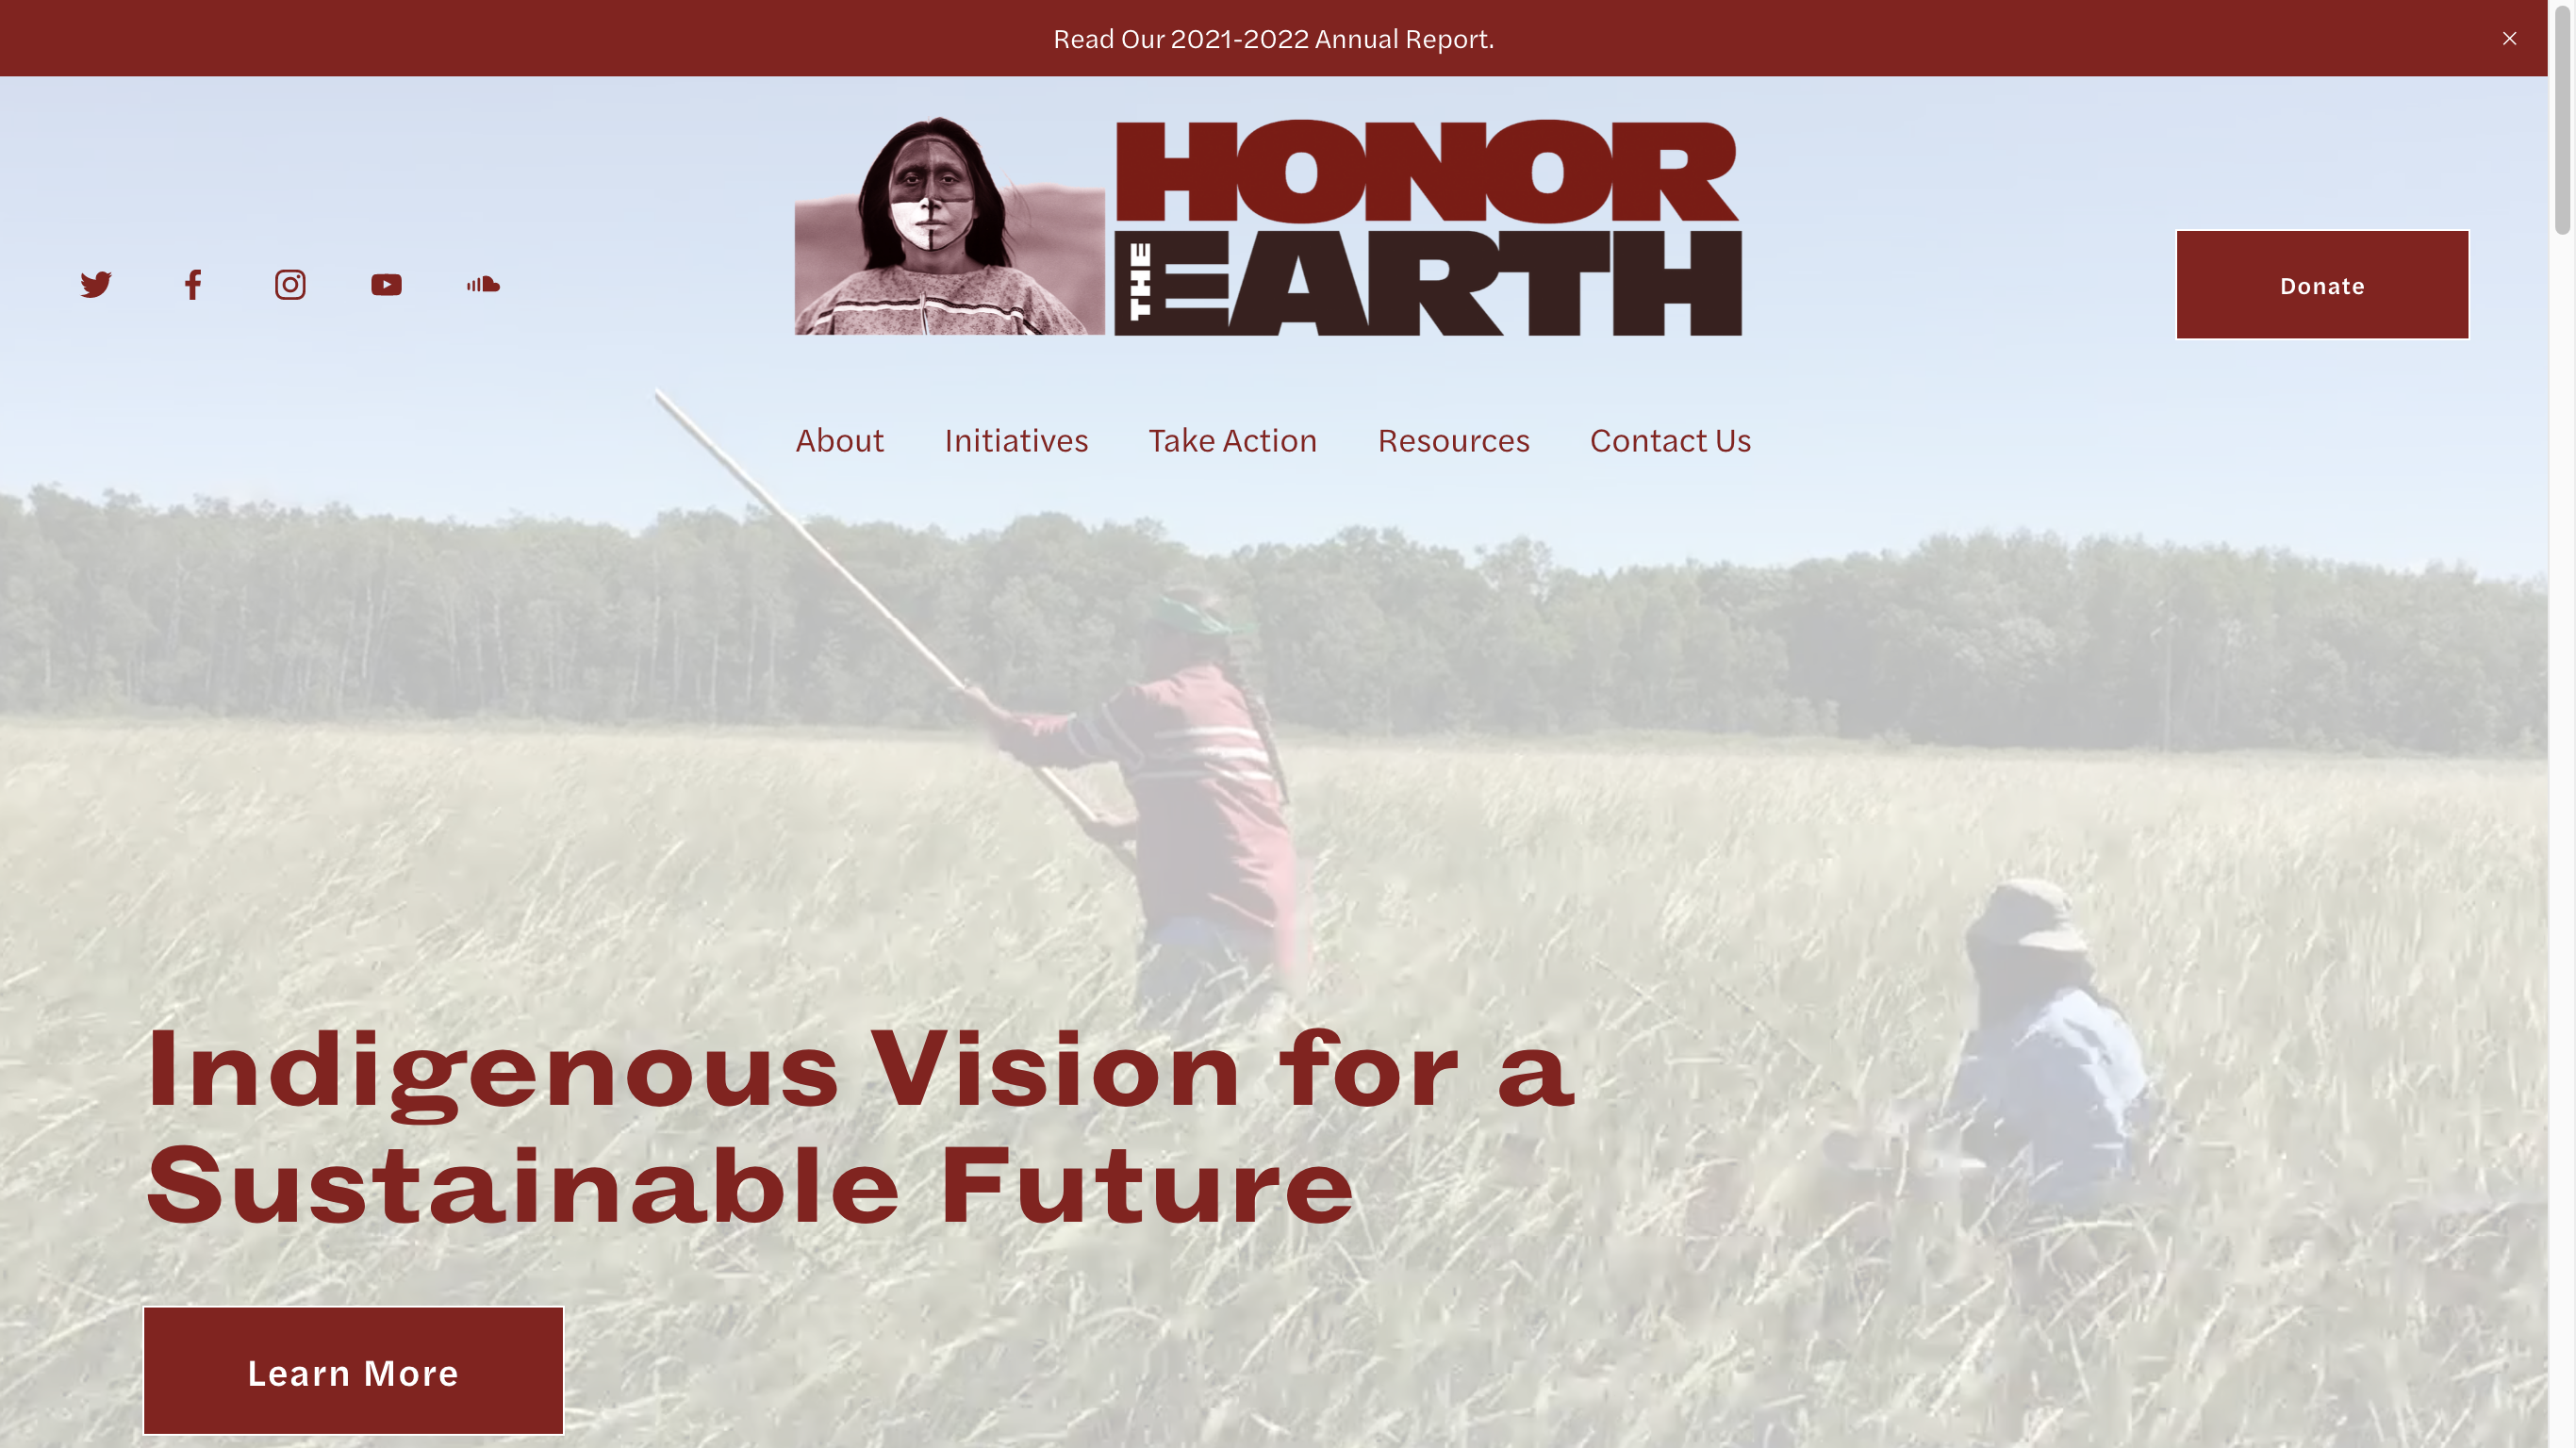 Read Our 2021-2022 Annual Report.
HONOR
THE EARTH
Donate
About Initiatives Take Action Resources Contact Us
Indigenous Vision for a
Sustainable Future
Learn More